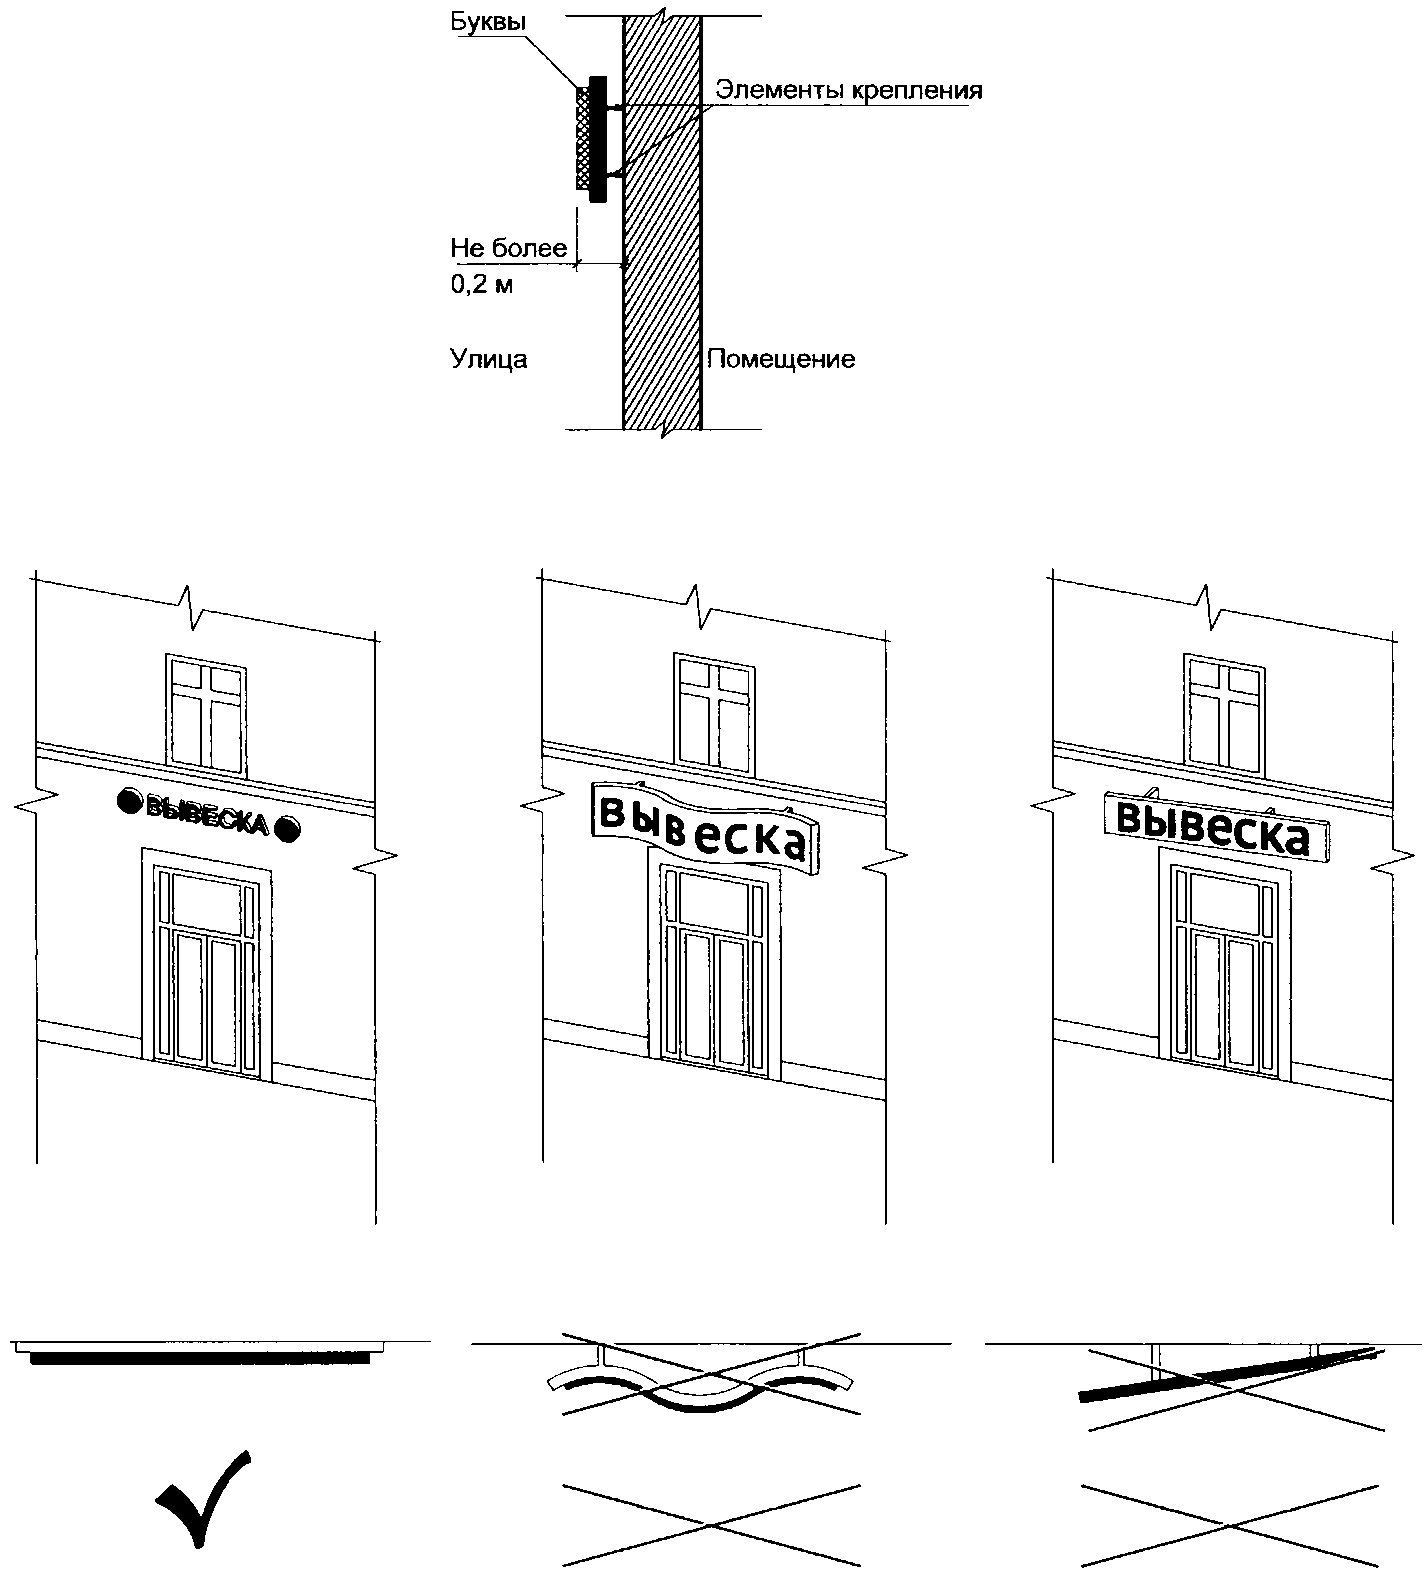 Буквы
Элементы крепления
Не более
0,2 м
Улица
Помещение
ВЫВЕСКА
вывеска
вывеска